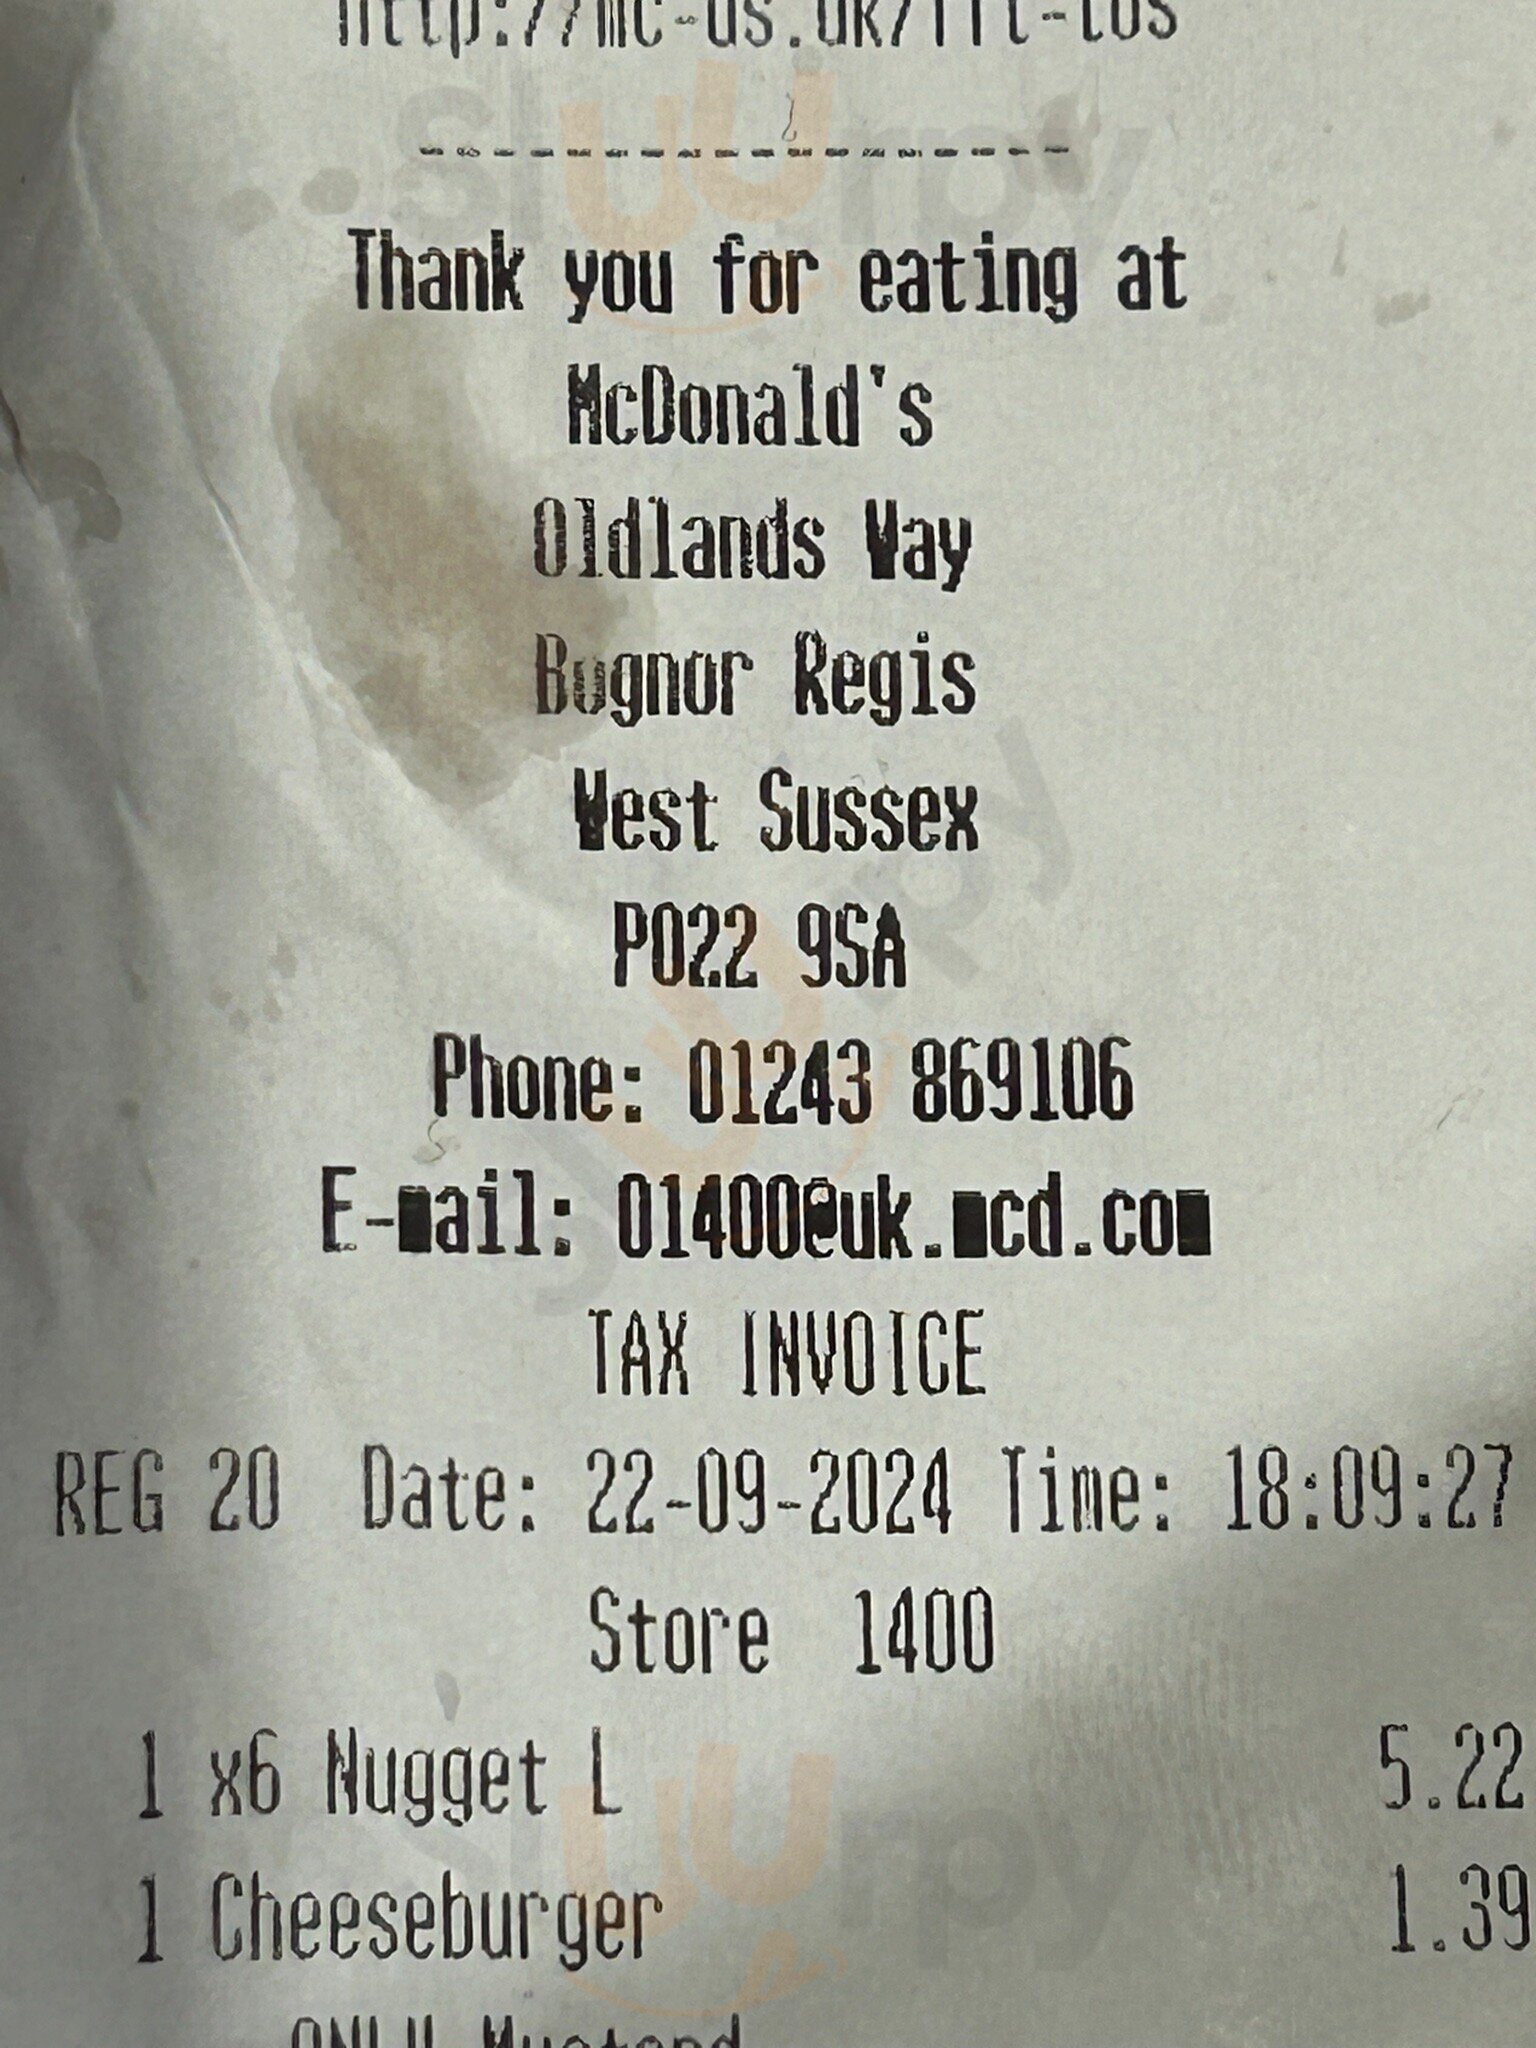 Thank you for eating at
McDonald's
Oldlands Way
Bognor Regis
West Sussex
PO22 9SA
Phone: 01243 869106
E-mail: 01400@uk.mcd.com
TAX INVOICE
REG 20 Date: 22-09-2024 Time: 18:09:27
Store 1400
1 x6 Nugget L 5.22
1 Cheeseburger 1.39
ONLY Mustard